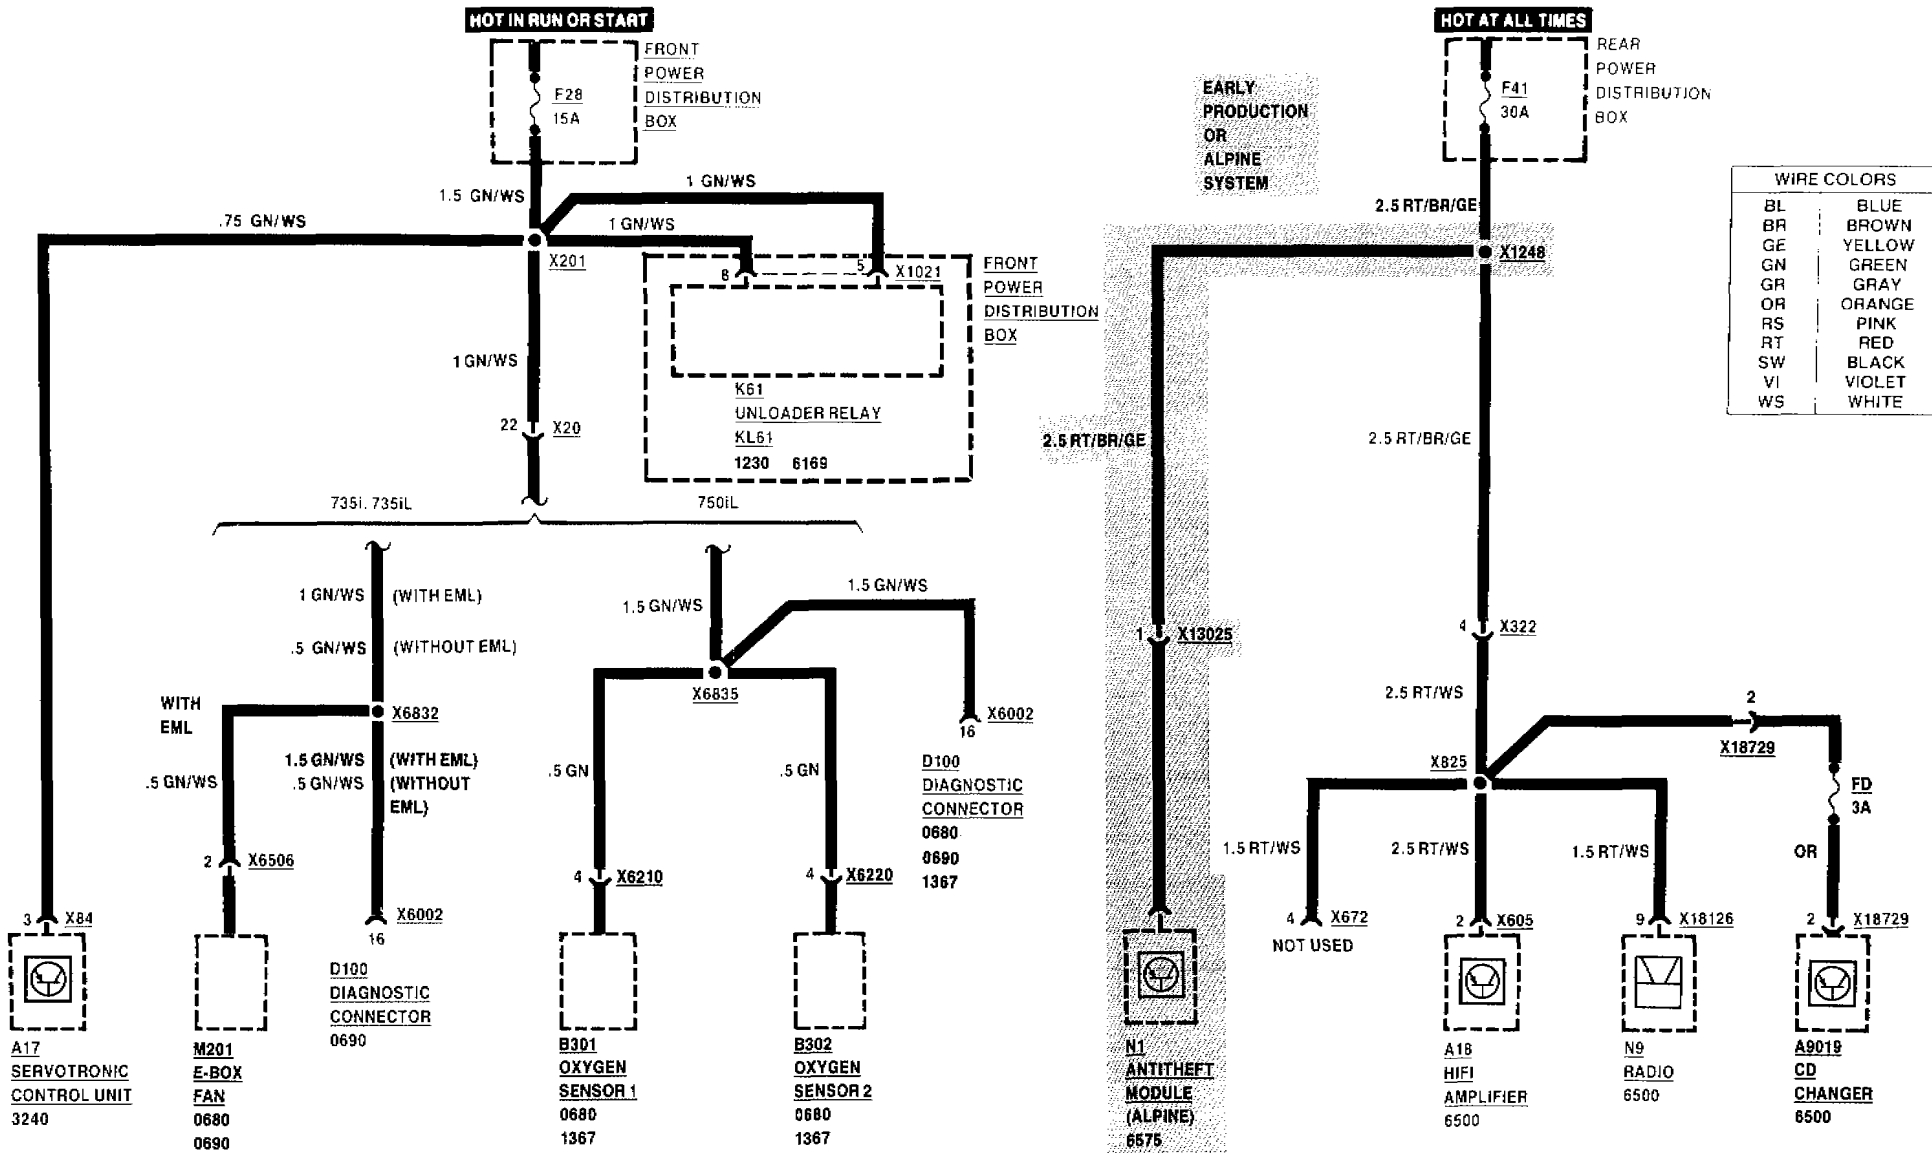 HOT IN RUN OR START
FRONT
POWER
DISTRIBUTION
BOX
F28
15A
1.5 GN/WS
1 GN/WS
.75 GN/WS
1 GN/WS
X201
8
5
X1021
FRONT
POWER
DISTRIBUTION
BOX
K61
UNLOADER RELAY
KL61
1230 6169
1 GN/WS
22
X20
735i. 735iL
750iL
1 GN/WS (WITH EML)
.5 GN/WS (WITHOUT EML)
WITH
EML
X6832
1.5 GN/WS (WITH EML)
.5 GN/WS (WITHOUT
EML)
.5 GN/WS
2
X6506
X6002
16
3
X84
A17
SERVOTRONIC
CONTROL UNIT
3240
M201
E-BOX
FAN
0680
0690
D100
DIAGNOSTIC
CONNECTOR
0690
1.5 GN/WS
1.5 GN/WS
X6835
X6002
16
D100
DIAGNOSTIC
CONNECTOR
0680
0690
1367
.5 GN
.5 GN
4
X6210
4
X6220
B301
OXYGEN
SENSOR 1
0680
1367
B302
OXYGEN
SENSOR 2
0680
1367
HOT AT ALL TIMES
REAR
POWER
DISTRIBUTION
BOX
F41
30A
EARLY
PRODUCTION
OR
ALPINE
SYSTEM
2.5 RT/BR/GE
X1248
2.5 RT/BR/GE
2.5 RT/BR/GE
1
X13025
4
X322
2.5 RT/WS
2
X18729
X825
FD
3A
1.5 RT/WS
2.5 RT/WS
1.5 RT/WS
OR
4
X672
NOT USED
2
X605
9
X18126
2
X18729
N1
ANTITHEFT
MODULE
(ALPINE)
6575
A18
HIFI
AMPLIFIER
6500
N9
RADIO
6500
A9019
CD
CHANGER
6500
WIRE COLORS
BL BLUE
BR BROWN
GE YELLOW
GN GREEN
GR GRAY
OR ORANGE
RS PINK
RT RED
SW BLACK
VI VIOLET
WS WHITE